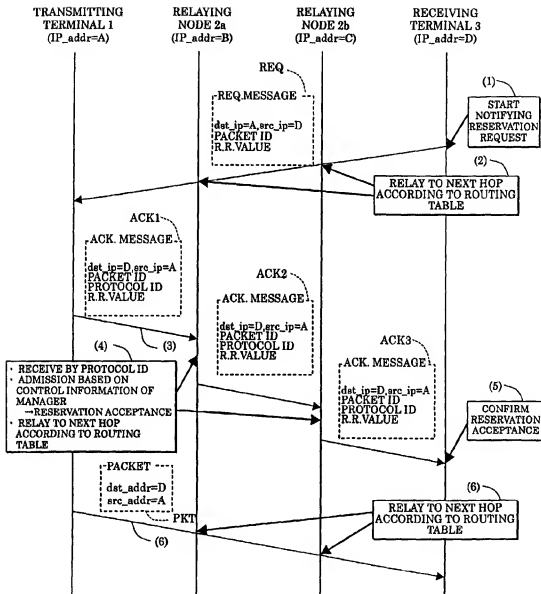 TRANSMITTING
TERMINAL 1
(IP_addr=A)
RELAYING
NODE 2a
(IP_addr=B)
RELAYING
NODE 2b
(IP_addr=C)
RECEIVING
TERMINAL 3
(IP_addr=D)
REQ
REQ.MESSAGE
dst_ip=A,src_ip=D
PACKET ID
R.R.VALUE
(1)
START
NOTIFYING
RESERVATION
REQUEST
(2)
RELAY TO NEXT HOP
ACCORDING TO ROUTING
TABLE
ACK1
ACK. MESSAGE
dst_ip=D,src_ip=A
PACKET ID
PROTOCOL ID
R.R.VALUE
(3)
ACK2
ACK. MESSAGE
dst_ip=D,src_ip=A
PACKET ID
PROTOCOL ID
R.R.VALUE
ACK3
ACK. MESSAGE
dst_ip=D,src_ip=A
PACKET ID
PROTOCOL ID
R.R.VALUE
(4)
・ RECEIVE BY PROTOCOL ID
・ ADMISSION BASED ON
CONTROL INFORMATION OF
MANAGER
→RESERVATION ACCEPTANCE
・ RELAY TO NEXT HOP
ACCORDING TO ROUTING
TABLE
(5)
CONFIRM
RESERVATION
ACCEPTANCE
PACKET
dst_addr=D
src_addr=A
PKT
(6)
(6)
RELAY TO NEXT HOP
ACCORDING TO ROUTING
TABLE